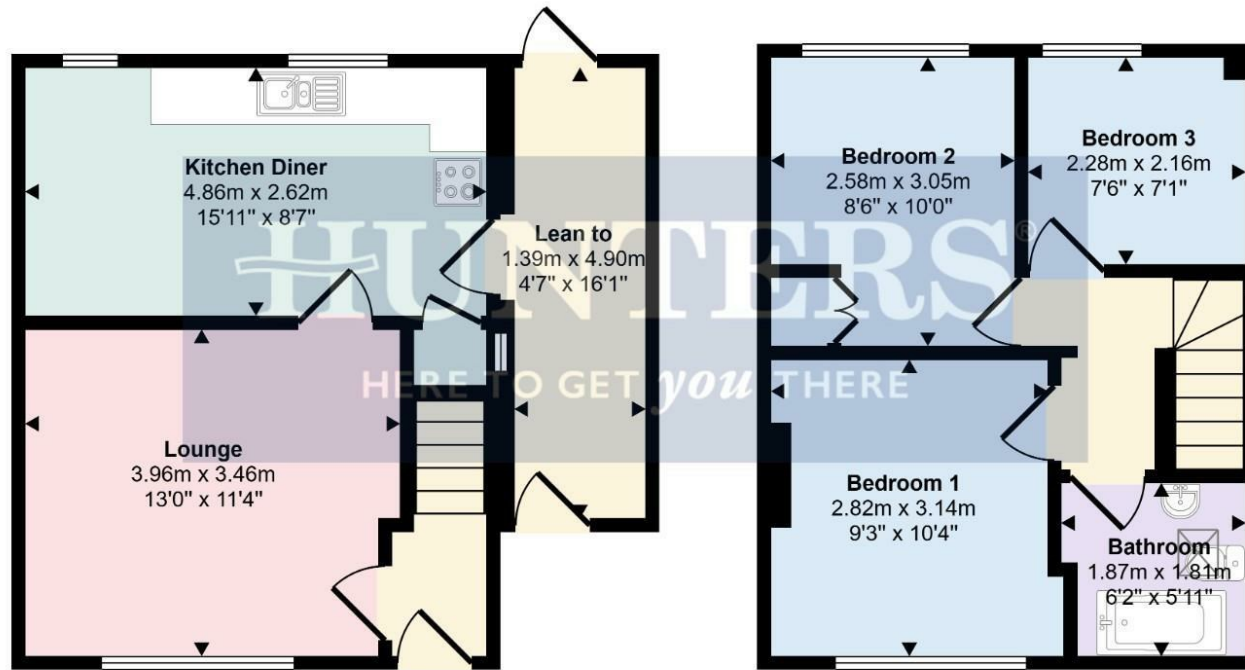 Kitchen Diner
4.86m x 2.62m
15'11" x 8'7"
Lean to
1.39m x 4.90m
4'7" x 16'1"
Lounge
3.96m x 3.46m
13'0" x 11'4"
Bedroom 2
2.58m x 3.05m
8'6" x 10'0"
Bedroom 3
2.28m x 2.16m
7'6" x 7'1"
Bedroom 1
2.82m x 3.14m
9'3" x 10'4"
Bathroom
1.87m x 1.81m
6'2" x 5'11"
HUNTERS®
HERE TO GET you THERE